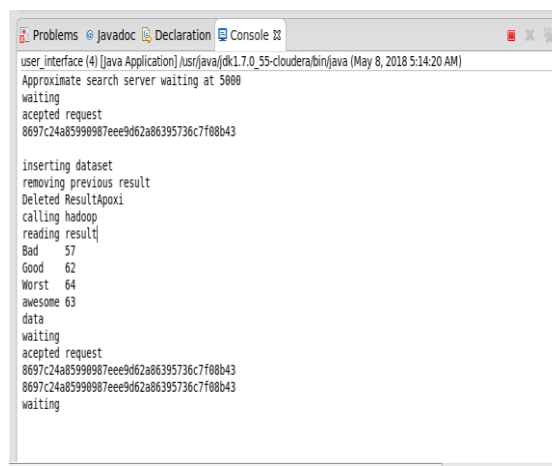 Problems @ Javadoc Declaration Console
user_interface (4) [Java Application] /usr/java/jdk1.7.0_55-cloudera/bin/java (May 8, 2018 5:14:20 AM)
Approximate search server waiting at 5000
waiting
acepted request
8697c24a85990987eee9d62a86395736c7f08b43
inserting dataset
removing previous result
Deleted ResultApoxi
calling hadoop
reading result
Bad 57
Good 62
Worst 64
awesome 63
data
waiting
acepted request
8697c24a85990987eee9d62a86395736c7f08b43
8697c24a85990987eee9d62a86395736c7f08b43
waiting